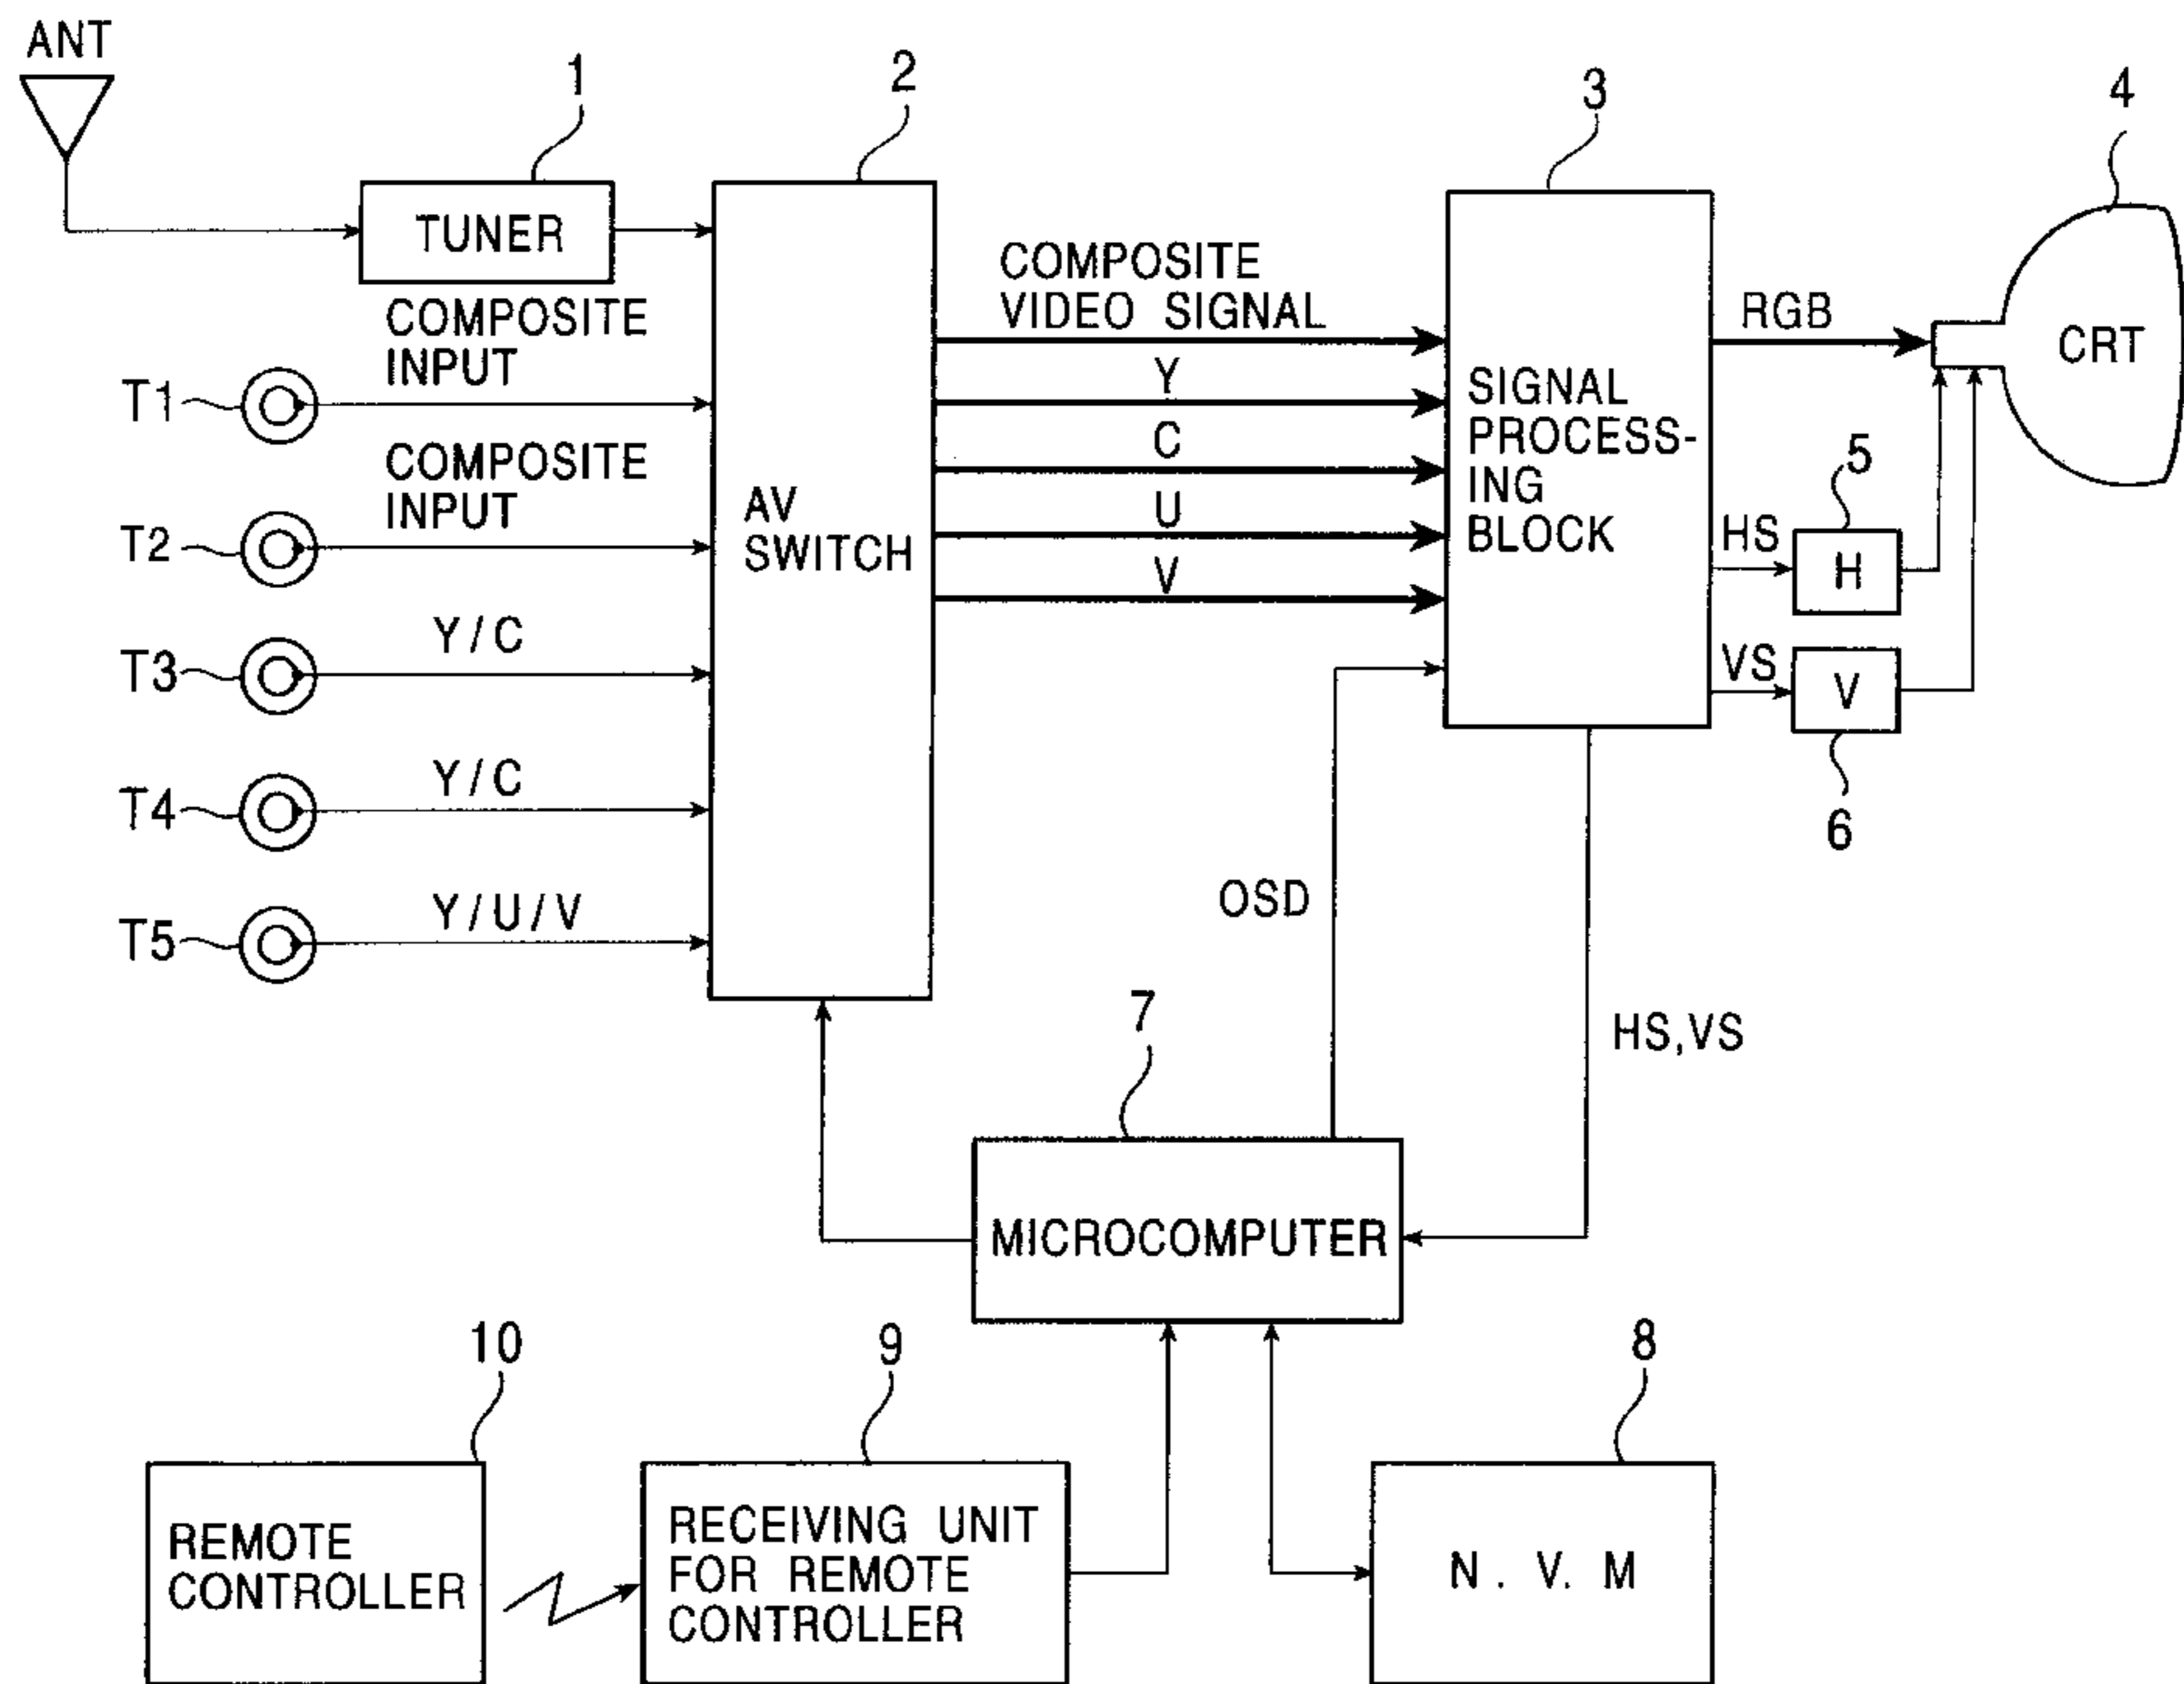 ANT
1
2
3
4
TUNER
COMPOSITE
INPUT
T1
COMPOSITE
INPUT
T2
Y/C
T3
Y/C
T4
Y/U/V
T5
AV
SWITCH
COMPOSITE
VIDEO SIGNAL
Y
C
U
V
SIGNAL
PROCESS-
ING
BLOCK
RGB
CRT
5
HS
H
VS
V
6
OSD
HS,VS
7
MICROCOMPUTER
10
9
8
REMOTE
CONTROLLER
RECEIVING UNIT
FOR REMOTE
CONTROLLER
N. V. M